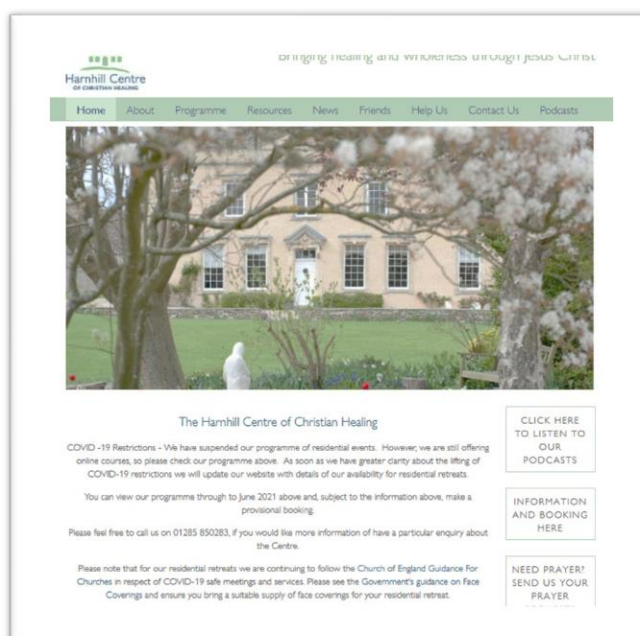 Bringing healing and wholeness through Jesus Christ
Harnhill Centre
OF CHRISTIAN HEALING
Home About Programme Resources News Friends Help Us Contact Us Podcasts
The Harnhill Centre of Christian Healing
COVID -19 Restrictions - We have suspended our programme of residential events. However, we are still offering
online courses, so please check our programme above. As soon as we have greater clarity about the lifting of
COVID-19 restrictions we will update our website with details of our availability for residential retreats.
You can view our programme through to June 2021 above and, subject to the information above, make a
provisional booking.
Please feel free to call us on 01285 850283, if you would like more information of have a particular enquiry about
the Centre.
Please note that for our residential retreats we are continuing to follow the Church of England Guidance For
Churches in respect of COVID-19 safe meetings and services. Please see the Government's guidance on Face
Coverings and ensure you bring a suitable supply of face coverings for your residential retreat.
CLICK HERE
TO LISTEN TO
OUR
PODCASTS
INFORMATION
AND BOOKING
HERE
NEED PRAYER?
SEND US YOUR
PRAYER